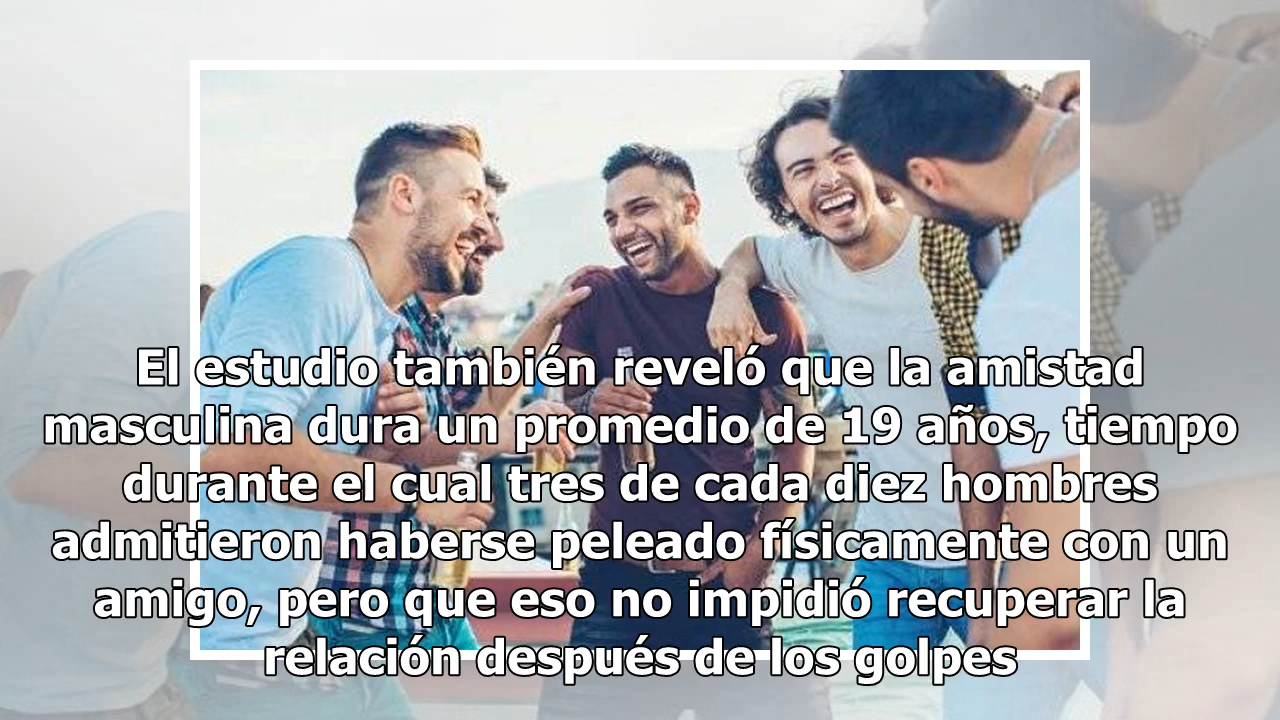 El estudio también reveló que la amistad
masculina dura un promedio de 19 años, tiempo
durante el cual tres de cada diez hombres
admitieron haberse peleado físicamente con un
amigo, pero que eso no impidió recuperar la
relación después de los golpes